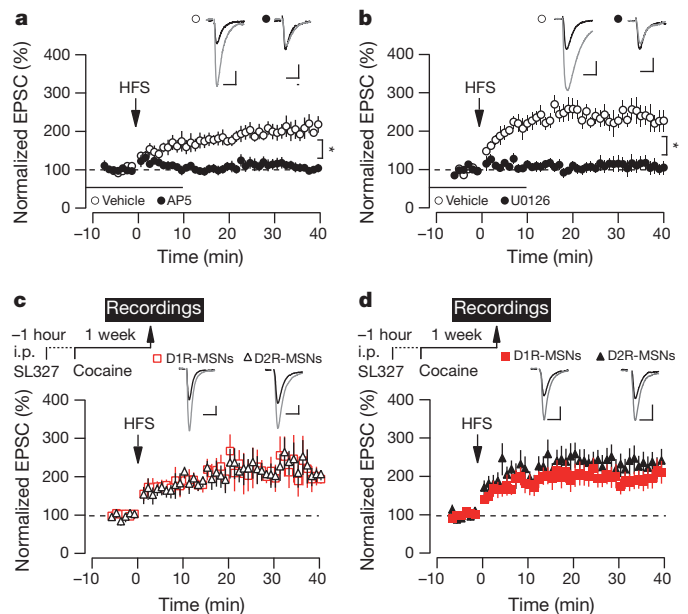 a
HFS
Normalized EPSC (%)
400
300
200
100
0
*
Vehicle AP5
−10 0 10 20 30 40
Time (min)
b
HFS
Normalized EPSC (%)
400
300
200
100
0
*
Vehicle U0126
−10 0 10 20 30 40
Time (min)
c
Recordings
−1 hour
1 week
i.p.
SL327
Cocaine
D1R-MSNs D2R-MSNs
HFS
Normalized EPSC (%)
400
300
200
100
0
−10 0 10 20 30 40
Time (min)
d
Recordings
−1 hour
1 week
i.p.
SL327
Cocaine
D1R-MSNs D2R-MSNs
HFS
Normalized EPSC (%)
400
300
200
100
0
−10 0 10 20 30 40
Time (min)